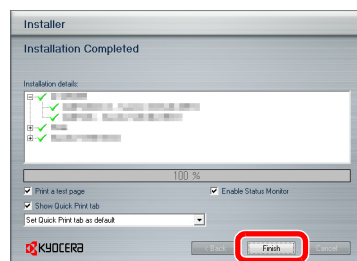 Installer
Installation Completed
Installation details:
100 %
Print a test page
Enable Status Monitor
Show Quick Print tab
Set Quick Print tab as default
KYOCERA
< Back
Finish
Cancel